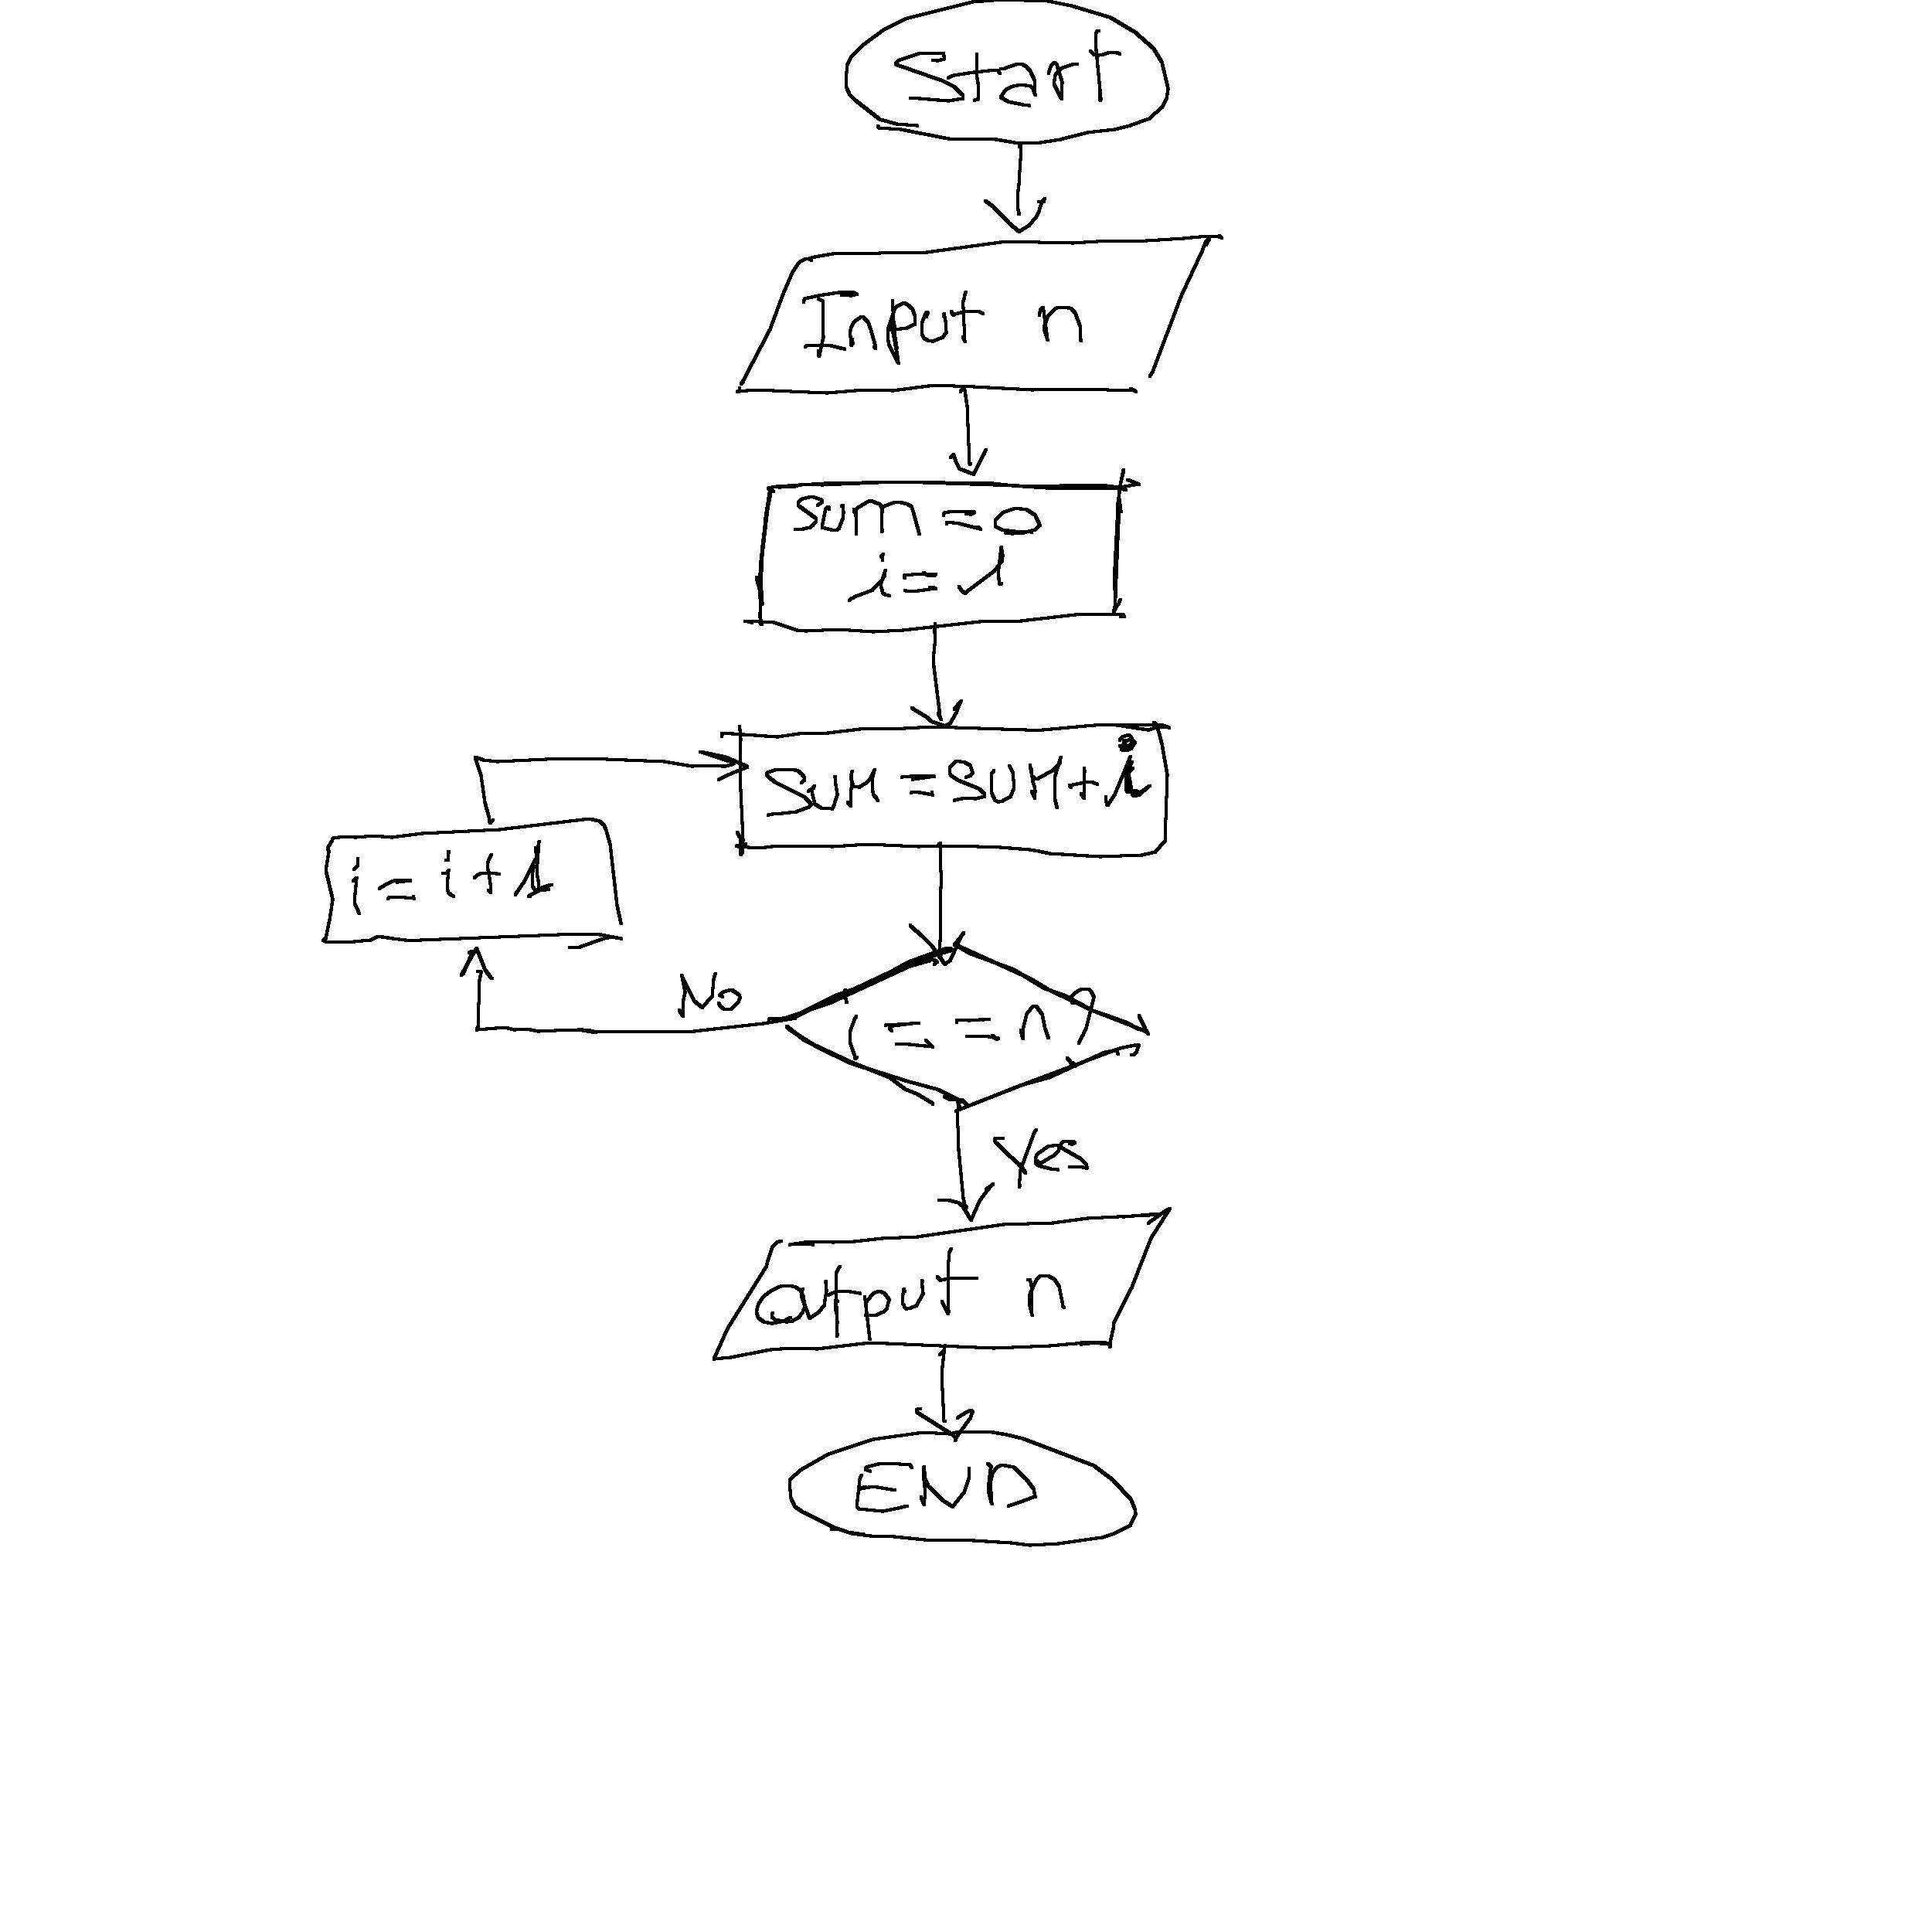 Start
Input n
sum = 0
i = 1
SUM = SUM + i
i = i + 1
No
i = = n?
Yes
output n
END